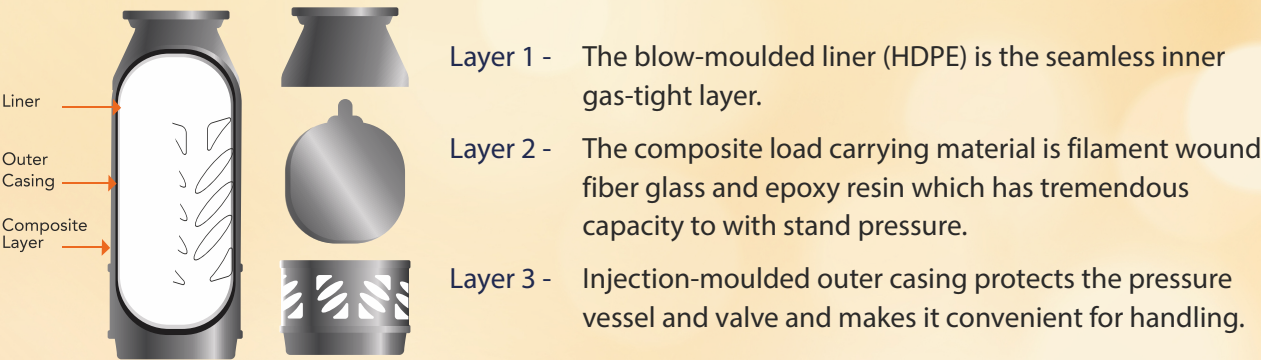 Liner
Outer
Casing
Composite
Layer
Layer 1 - The blow-moulded liner (HDPE) is the seamless inner
gas-tight layer.
Layer 2 - The composite load carrying material is filament wound
fiber glass and epoxy resin which has tremendous
capacity to with stand pressure.
Layer 3 - Injection-moulded outer casing protects the pressure
vessel and valve and makes it convenient for handling.